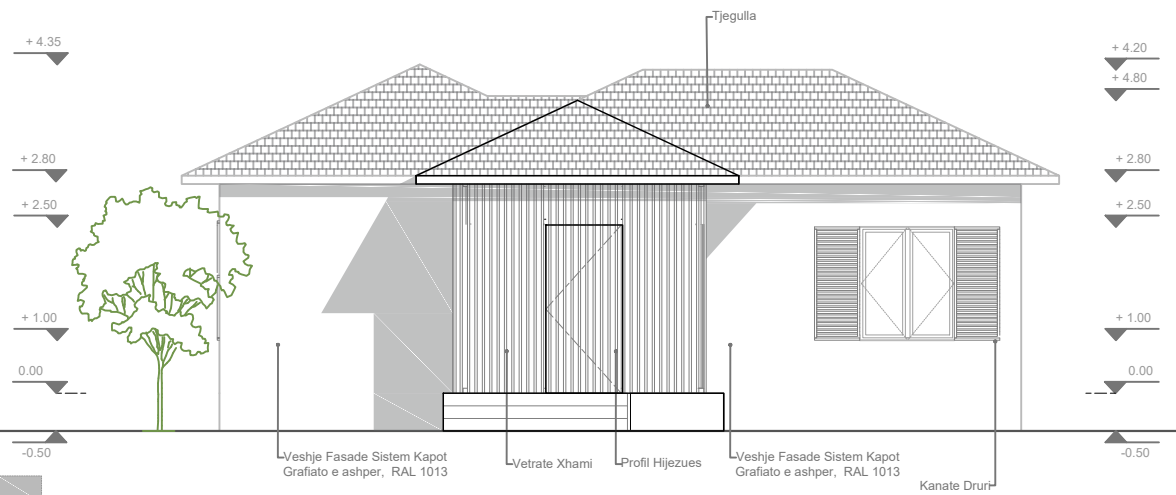 Tjegulla
+ 4.35
+ 2.80
+ 2.50
+ 1.00
0.00
-0.50
+ 4.20
+ 4.80
+ 2.80
+ 2.50
+ 1.00
0.00
-0.50
Veshje Fasade Sistem Kapot
Grafiato e ashper, RAL 1013
Vetrate Xhami
Profil Hijezues
Veshje Fasade Sistem Kapot
Grafiato e ashper, RAL 1013
Kanate Druri